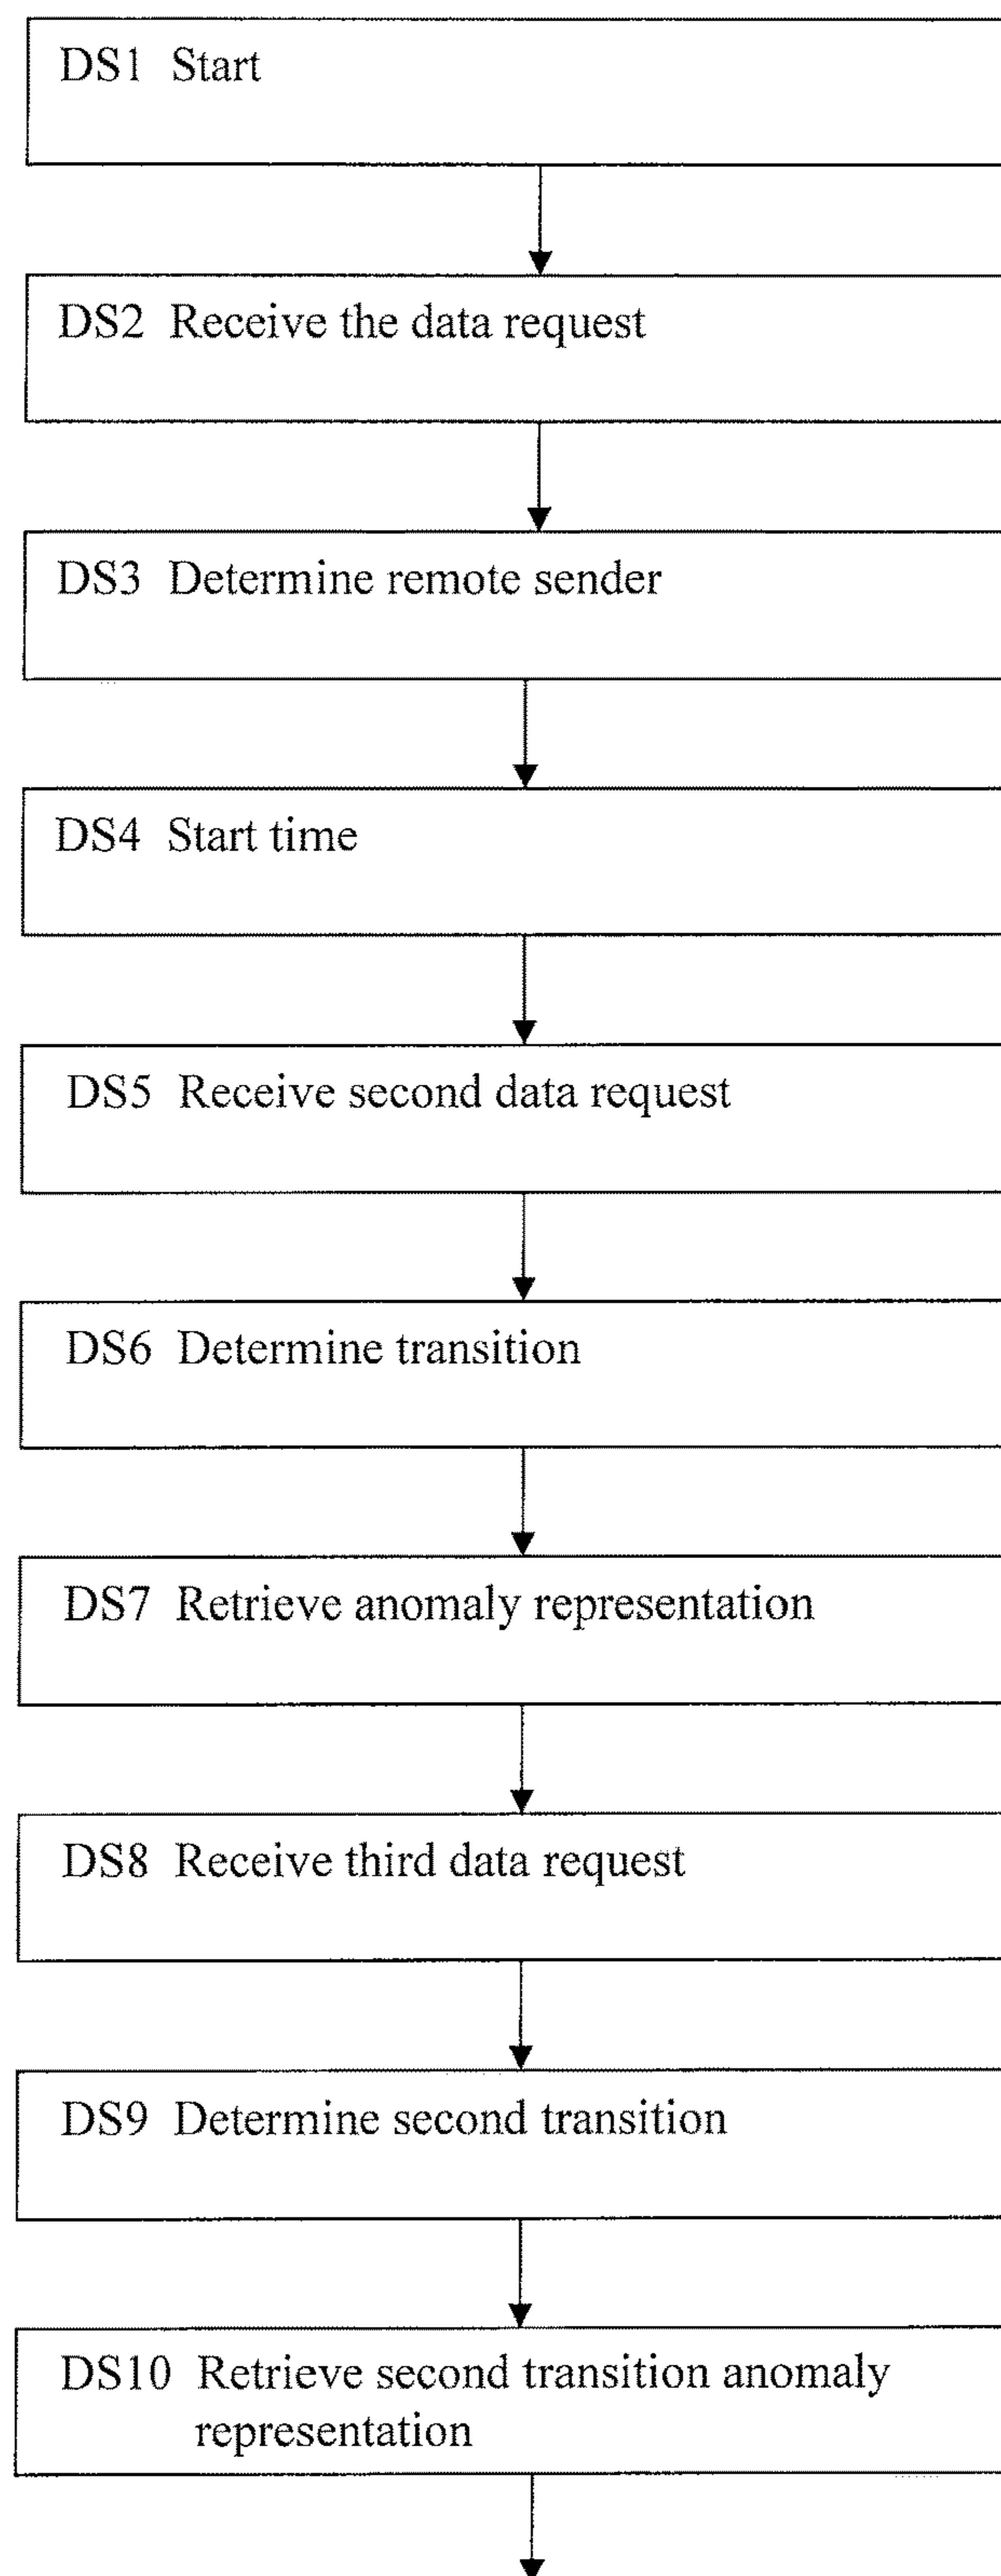 DS1 Start
DS2 Receive the data request
DS3 Determine remote sender
DS4 Start time
DS5 Receive second data request
DS6 Determine transition
DS7 Retrieve anomaly representation
DS8 Receive third data request
DS9 Determine second transition
DS10 Retrieve second transition anomaly
representation